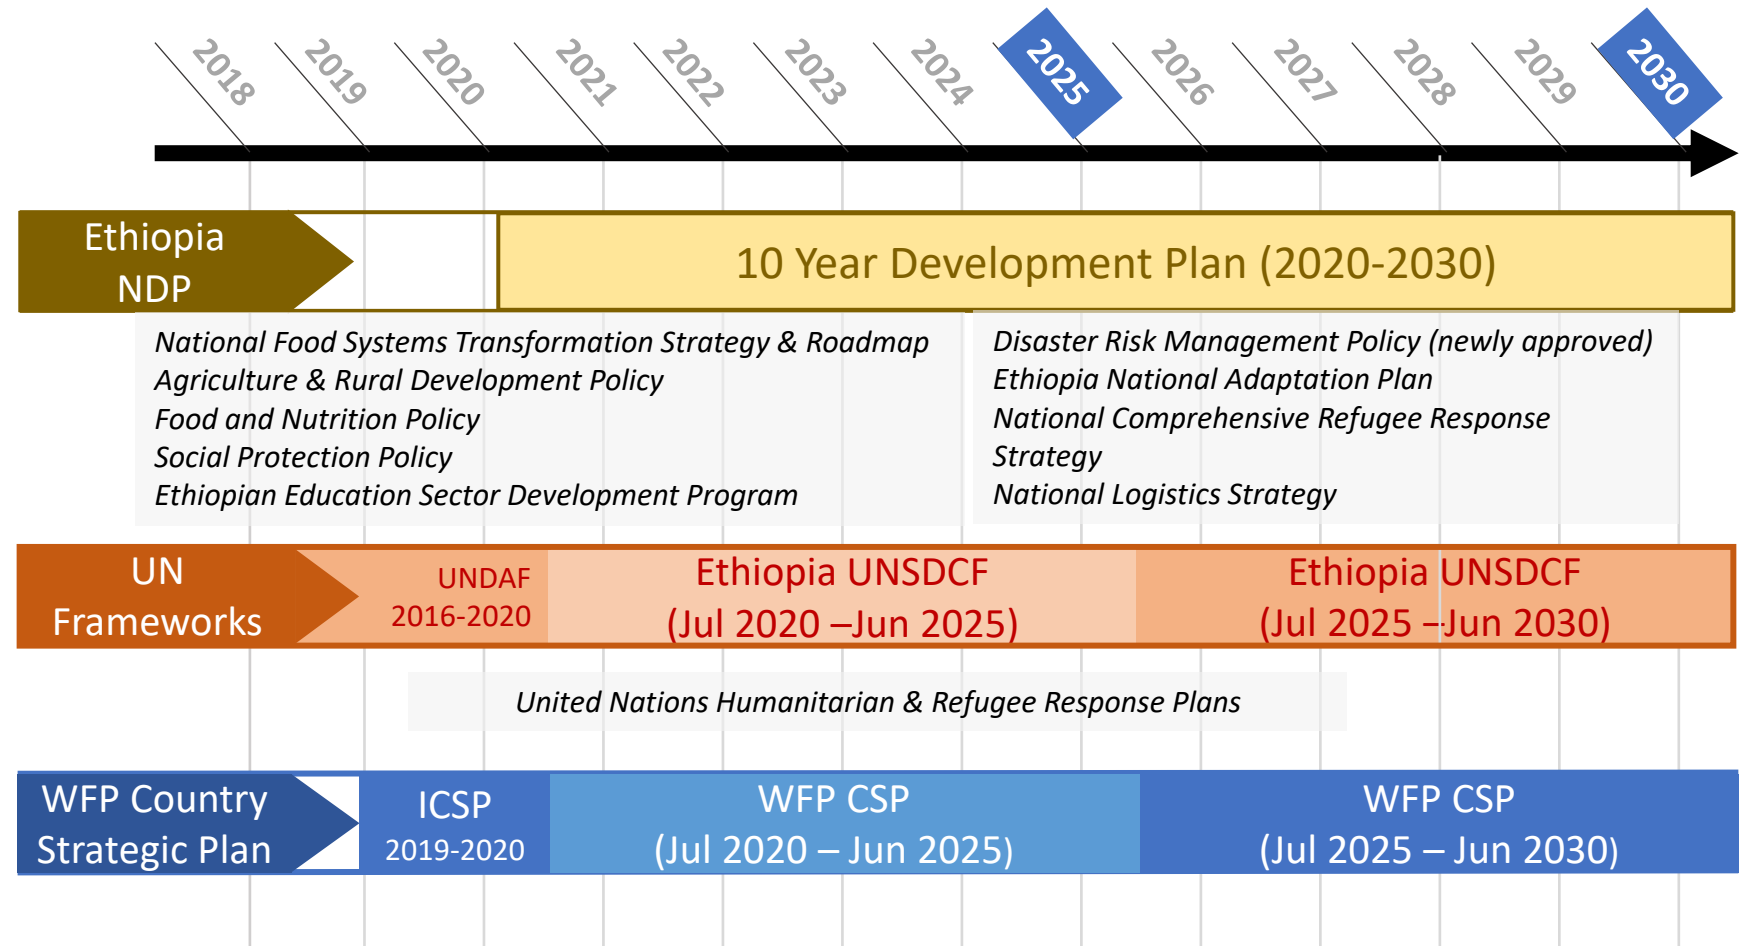 2018
2019
2020
2021
2022
2023
2024
2025
2026
2027
2028
2029
2030
Ethiopia
NDP
10 Year Development Plan (2020-2030)
National Food Systems Transformation Strategy & Roadmap
Agriculture & Rural Development Policy
Food and Nutrition Policy
Social Protection Policy
Ethiopian Education Sector Development Program
Disaster Risk Management Policy (newly approved)
Ethiopia National Adaptation Plan
National Comprehensive Refugee Response
Strategy
National Logistics Strategy
UN
Frameworks
UNDAF
2016-2020
Ethiopia UNSDCF
(Jul 2020 –Jun 2025)
Ethiopia UNSDCF
(Jul 2025 –Jun 2030)
United Nations Humanitarian & Refugee Response Plans
WFP Country
Strategic Plan
ICSP
2019-2020
WFP CSP
(Jul 2020 – Jun 2025)
WFP CSP
(Jul 2025 – Jun 2030)